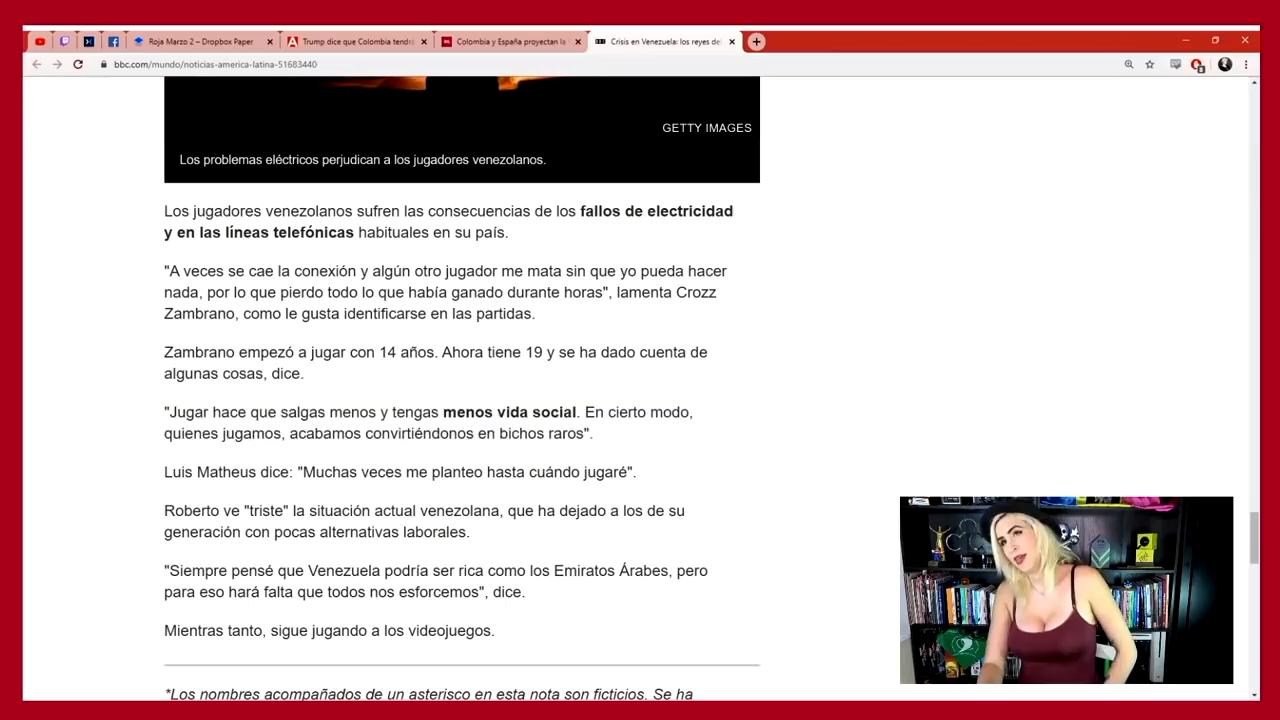 Roja Marzo 2 – Dropbox Paper
Trump dice que Colombia tendrá
Colombia y España proyectan la
Crisis en Venezuela: los reyes del
bbc.com/mundo/noticias-america-latina-51683440
GETTY IMAGES
Los problemas eléctricos perjudican a los jugadores venezolanos.
Los jugadores venezolanos sufren las consecuencias de los fallos de electricidad
y en las líneas telefónicas habituales en su país.
"A veces se cae la conexión y algún otro jugador me mata sin que yo pueda hacer
nada, por lo que pierdo todo lo que había ganado durante horas", lamenta Crozz
Zambrano, como le gusta identificarse en las partidas.
Zambrano empezó a jugar con 14 años. Ahora tiene 19 y se ha dado cuenta de
algunas cosas, dice.
"Jugar hace que salgas menos y tengas menos vida social. En cierto modo,
quienes jugamos, acabamos convirtiéndonos en bichos raros".
Luis Matheus dice: "Muchas veces me planteo hasta cuándo jugaré".
Roberto ve "triste" la situación actual venezolana, que ha dejado a los de su
generación con pocas alternativas laborales.
"Siempre pensé que Venezuela podría ser rica como los Emiratos Árabes, pero
para eso hará falta que todos nos esforcemos", dice.
Mientras tanto, sigue jugando a los videojuegos.
*Los nombres acompañados de un asterisco en esta nota son ficticios. Se ha